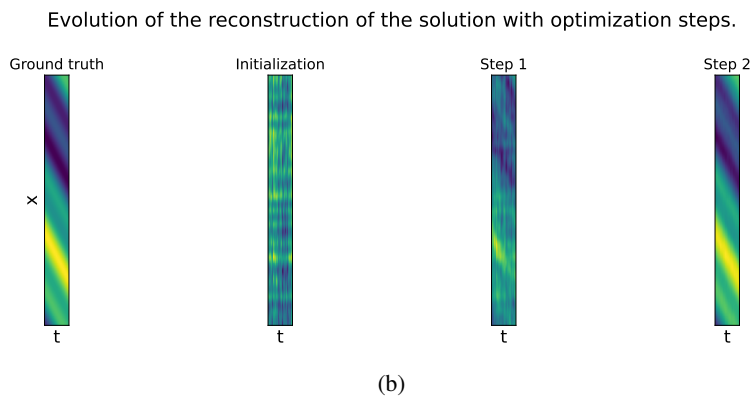 Evolution of the reconstruction of the solution with optimization steps.
Ground truth
Initialization
Step 1
Step 2
x
t
t
t
t
(b)